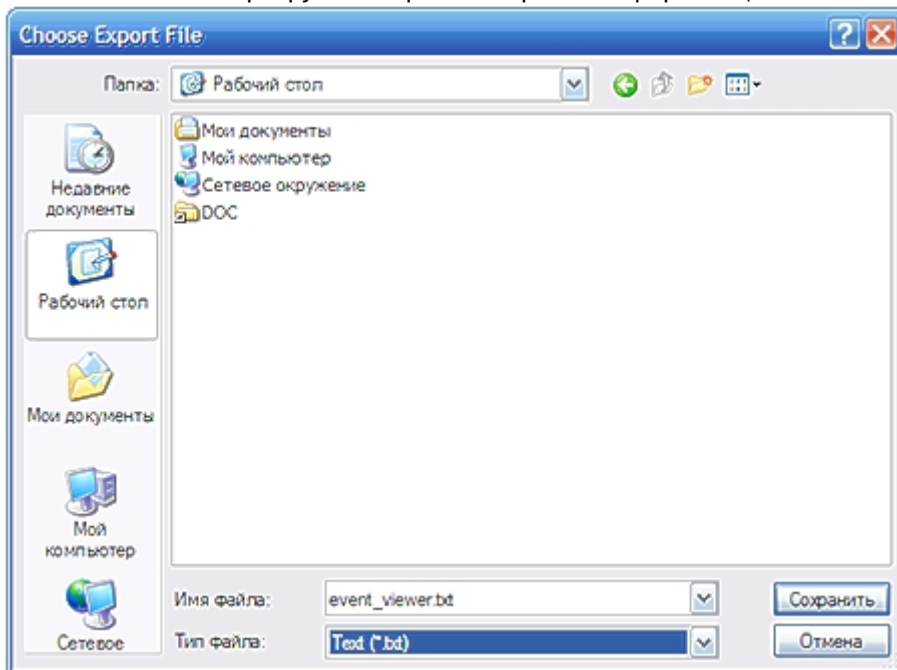 Choose Export File
Папка:
Рабочий стол
Мои документы
Мой компьютер
Сетевое окружение
DOC
Недавние
документы
Рабочий стол
Мои документы
Мой
компьютер
Сетевое
Имя файла:
event_viewer.txt
Сохранить
Тип файла:
Text (*.txt)
Отмена